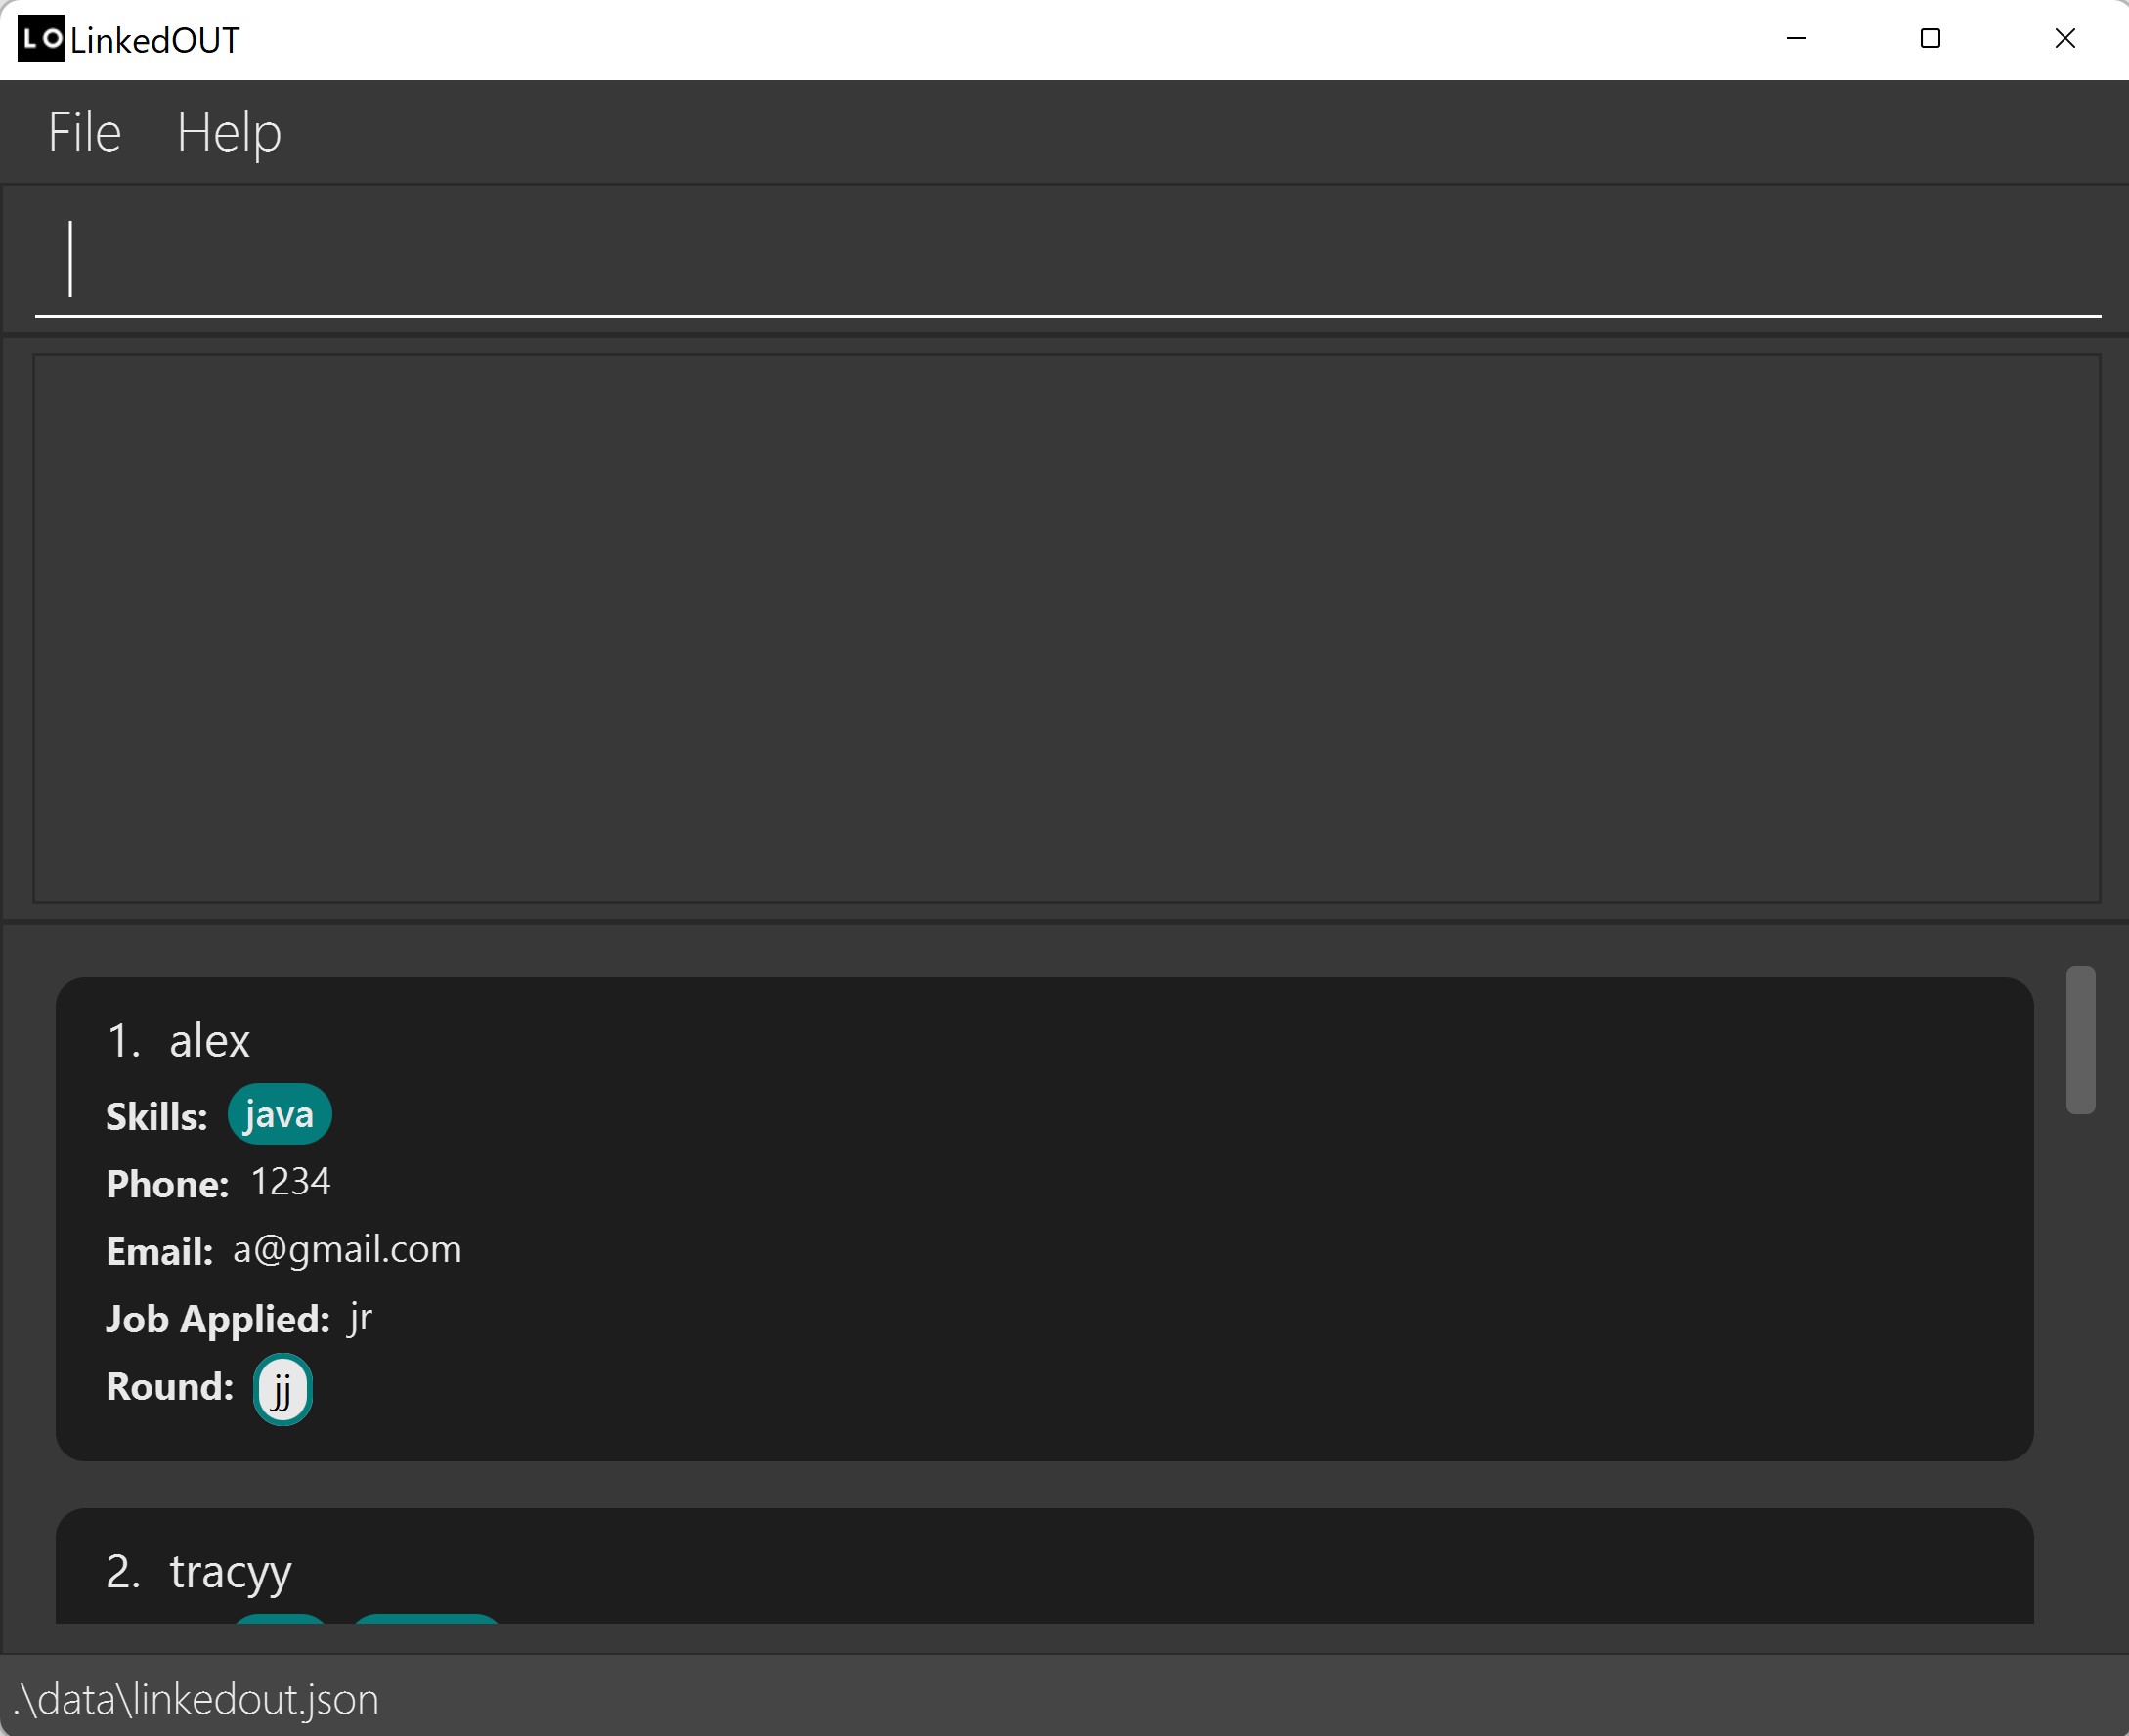 LO LinkedOUT
File Help
1. alex
Skills: java
Phone: 1234
Email: a@gmail.com
Job Applied: jr
Round: jj
2. tracyy
.\data\linkedout.json